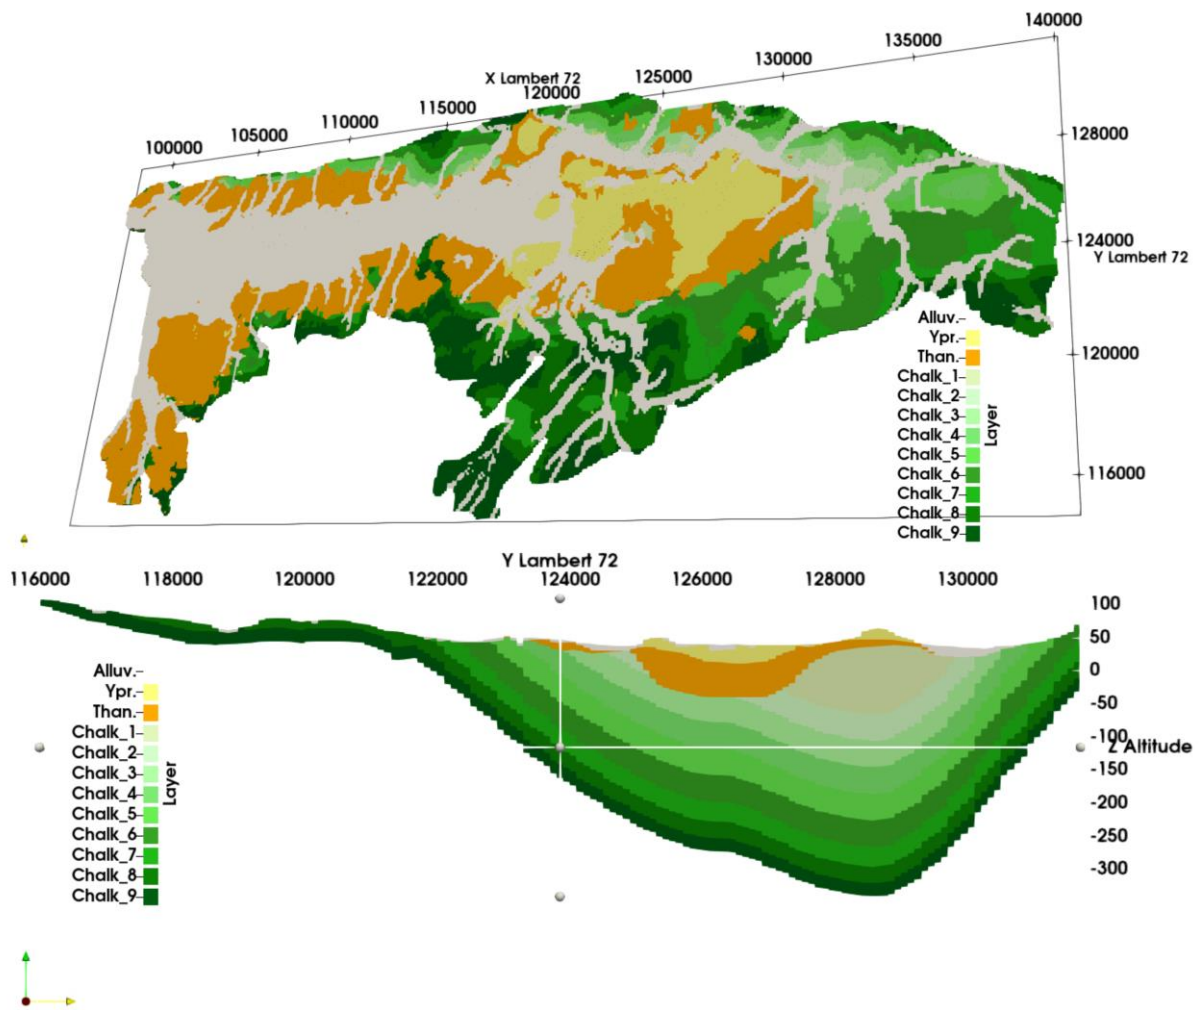 140000
135000
130000
X Lambert 72
125000
120000
115000
110000
105000
100000
128000
124000
Y Lambert 72
120000
116000
Alluv.
Ypr.
Than.
Chalk_1
Chalk_2
Chalk_3
Chalk_4
Chalk_5
Chalk_6
Chalk_7
Chalk_8
Chalk_9
Layer
Y Lambert 72
116000 118000 120000 122000 124000 126000 128000 130000
100
50
0
-50
-100
Z Altitude
-150
-200
-250
-300
Alluv.
Ypr.
Than.
Chalk_1
Chalk_2
Chalk_3
Chalk_4
Chalk_5
Chalk_6
Chalk_7
Chalk_8
Chalk_9
Layer